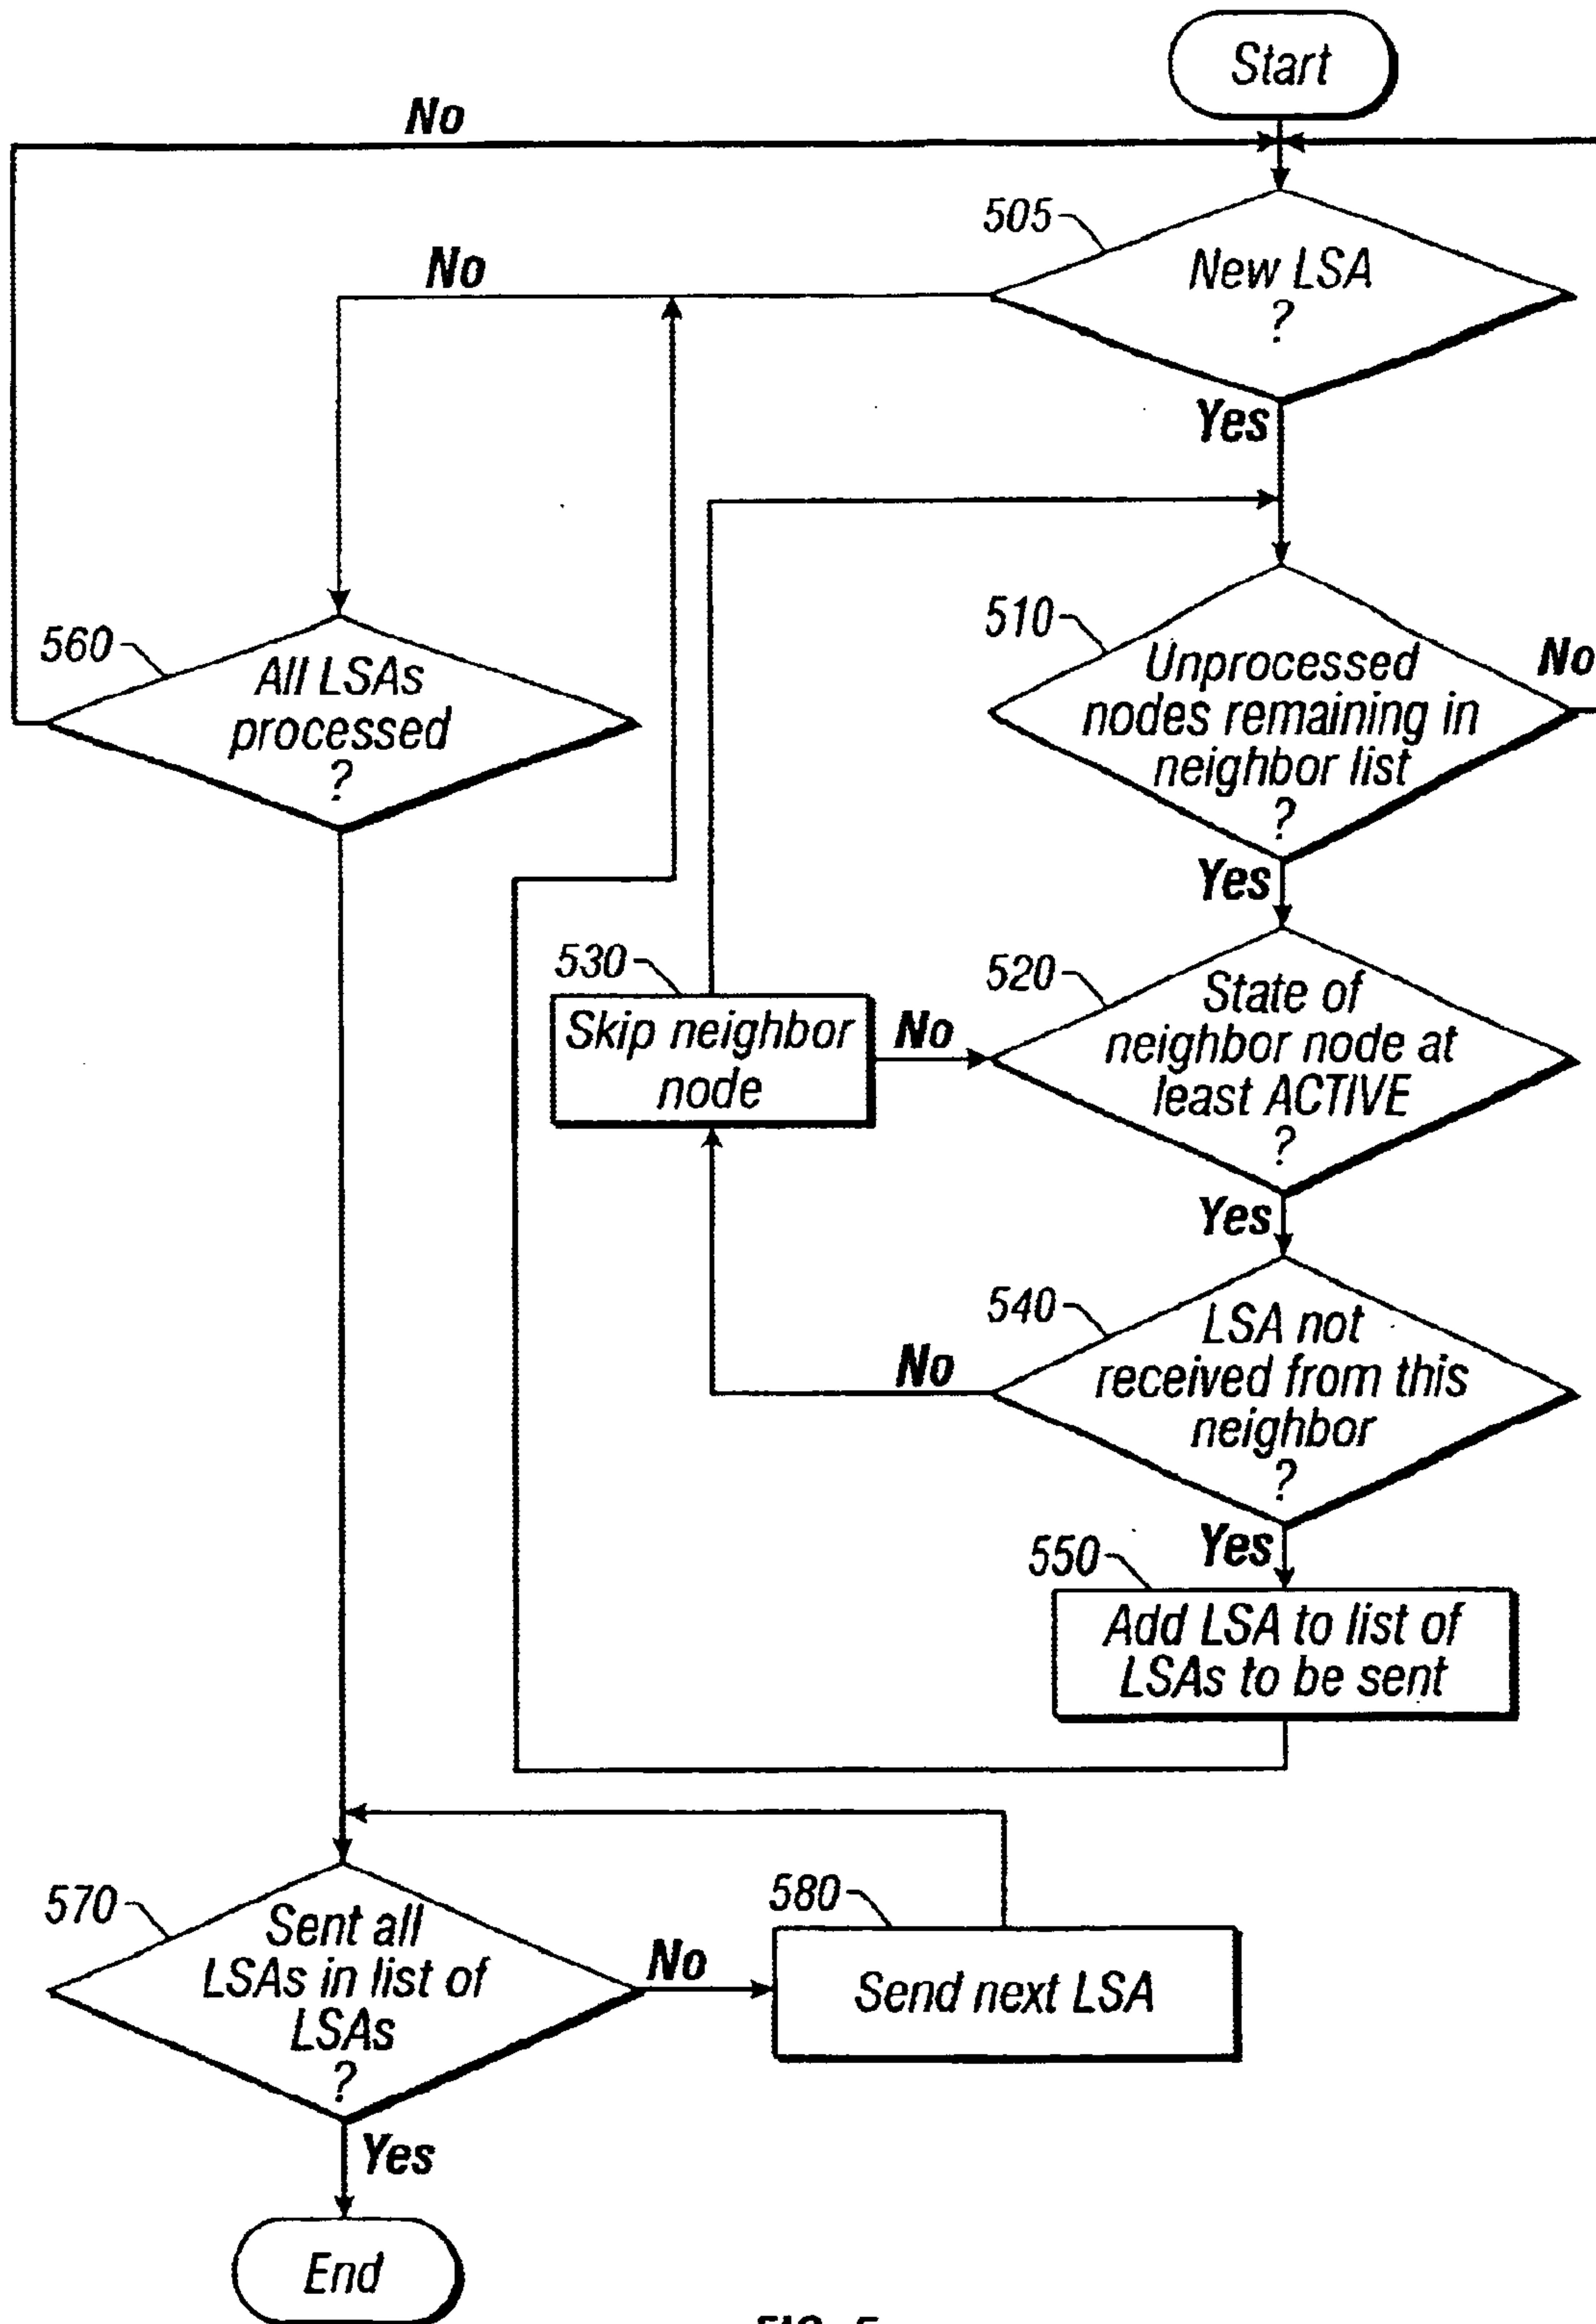 Start
No
505
New LSA
?
No
Yes
510
Unprocessed
nodes remaining in
neighbor list
?
No
Yes
560
All LSAs
processed
?
530
Skip neighbor
node
No
520
State of
neighbor node at
least ACTIVE
?
Yes
540
LSA not
received from this
neighbor
?
No
Yes
550
Add LSA to list of
LSAs to be sent
570
Sent all
LSAs in list of
LSAs
?
No
580
Send next LSA
Yes
End